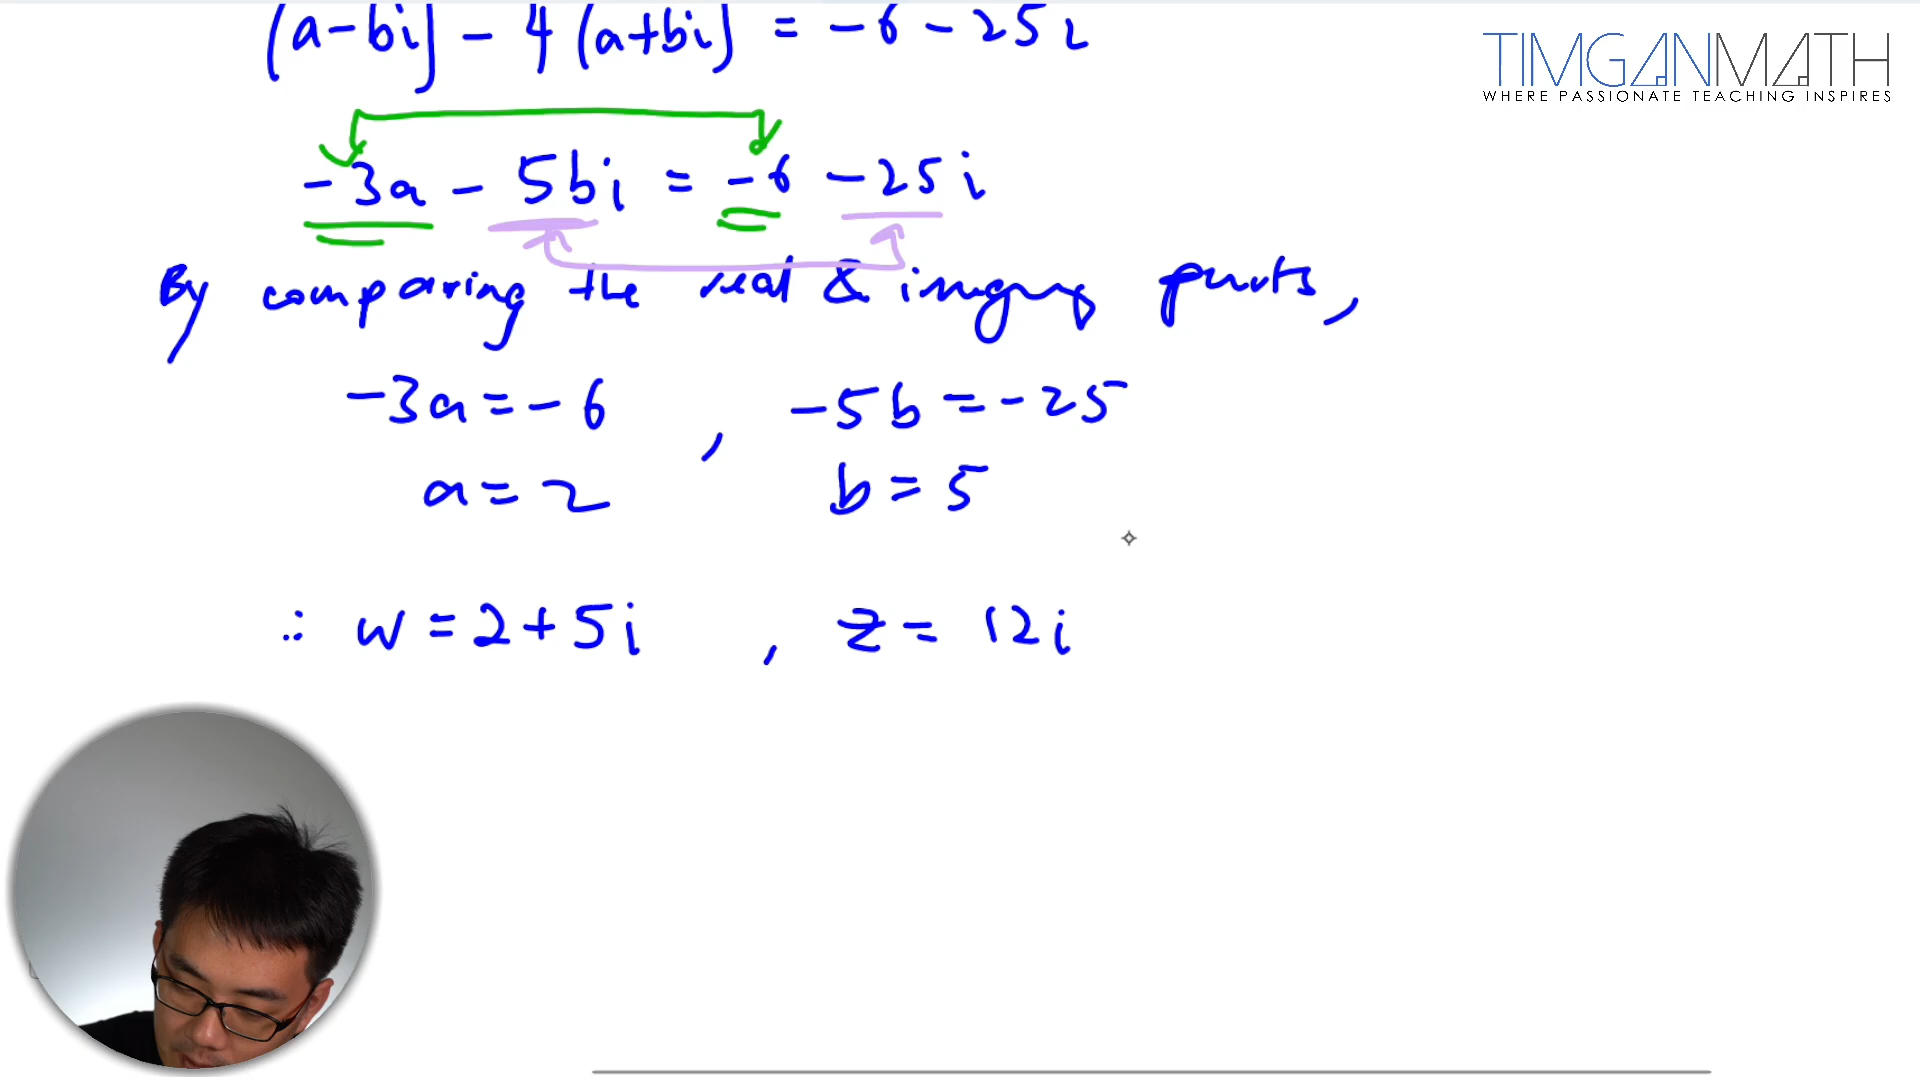 (a-bi) - 4(a+bi) = -6 - 25i
TIMGANMATH
WHERE PASSIONATE TEACHING INSPIRES
-3a - 5bi = -6 - 25i
By comparing the real & imaginary parts,
-3a = -6 , -5b = -25
a = 2 b = 5
∴ w = 2 + 5i , z = 12i